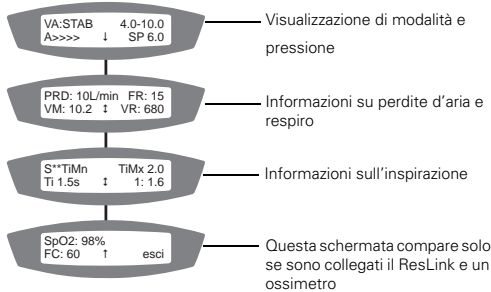 VA:STAB 4.0-10.0
A>>>> ↓ SP 6.0
Visualizzazione di modalità e
pressione
PRD: 10L/min FR: 15
VM: 10.2 ↕ VR: 680
Informazioni su perdite d'aria e
respiro
S**TiMn TiMx 2.0
Ti 1.5s ↕ 1: 1.6
Informazioni sull'inspirazione
SpO2: 98%
FC: 60 ↑ esci
Questa schermata compare solo
se sono collegati il ResLink e un
ossimetro